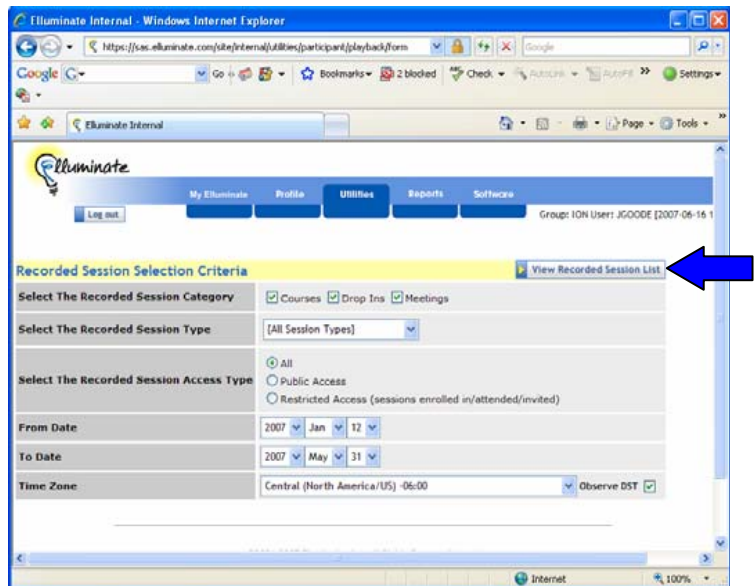 Elluminate Internal - Windows Internet Explorer
https://sas.elluminate.com/site/internal/utilities/participant/playback/form
Google
Google G Go Bookmarks 2 blocked Check AutoLink AutoFill >> Settings
Elluminate Internal Page Tools >>
Elluminate
My Elluminate Profile Utilities Reports Software
Log out Group: ION User: JGOODE [2007-06-16 1
Recorded Session Selection Criteria View Recorded Session List
Select The Recorded Session Category Courses Drop Ins Meetings
Select The Recorded Session Type [All Session Types]
All
Select The Recorded Session Access Type Public Access
Restricted Access (sessions enrolled in/attended/invited)
From Date 2007 Jan 12
To Date 2007 May 31
Time Zone Central (North America/US) -06:00 Observe DST
Internet 100%